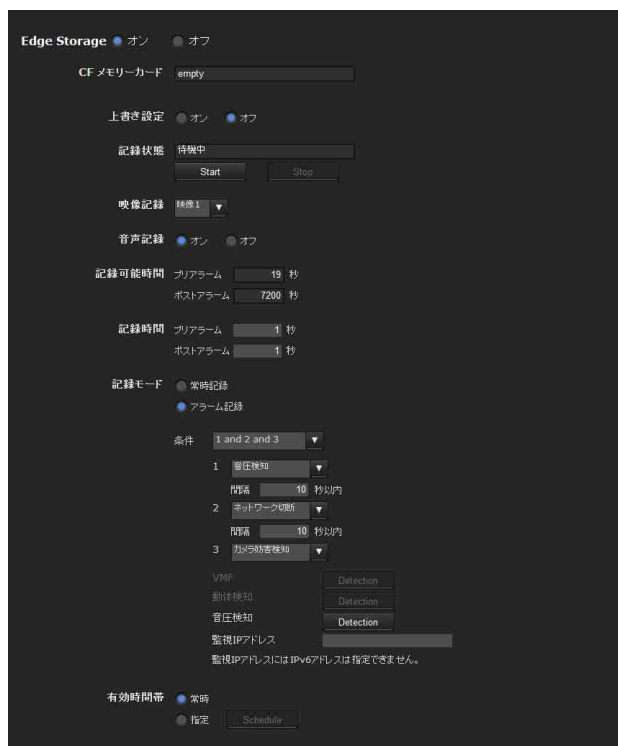 Edge Storage オン オフ
CF メモリーカード empty
上書き設定 オン オフ
記録状態 待機中
Start Stop
映像記録 映像1
音声記録 オン オフ
記録可能時間 プリアラーム 19 秒
ポストアラーム 7200 秒
記録時間 プリアラーム 1 秒
ポストアラーム 1 秒
記録モード 常時記録
アラーム記録
条件 1 and 2 and 3
1 音圧検知
間隔 10 秒以内
2 ネットワーク切断
間隔 10 秒以内
3 カメラ妨害検知
VMF Detection
動体検知 Detection
音圧検知 Detection
監視IPアドレス
監視IPアドレスにはIPv6アドレスは指定できません。
有効時間帯 常時
指定 Schedule